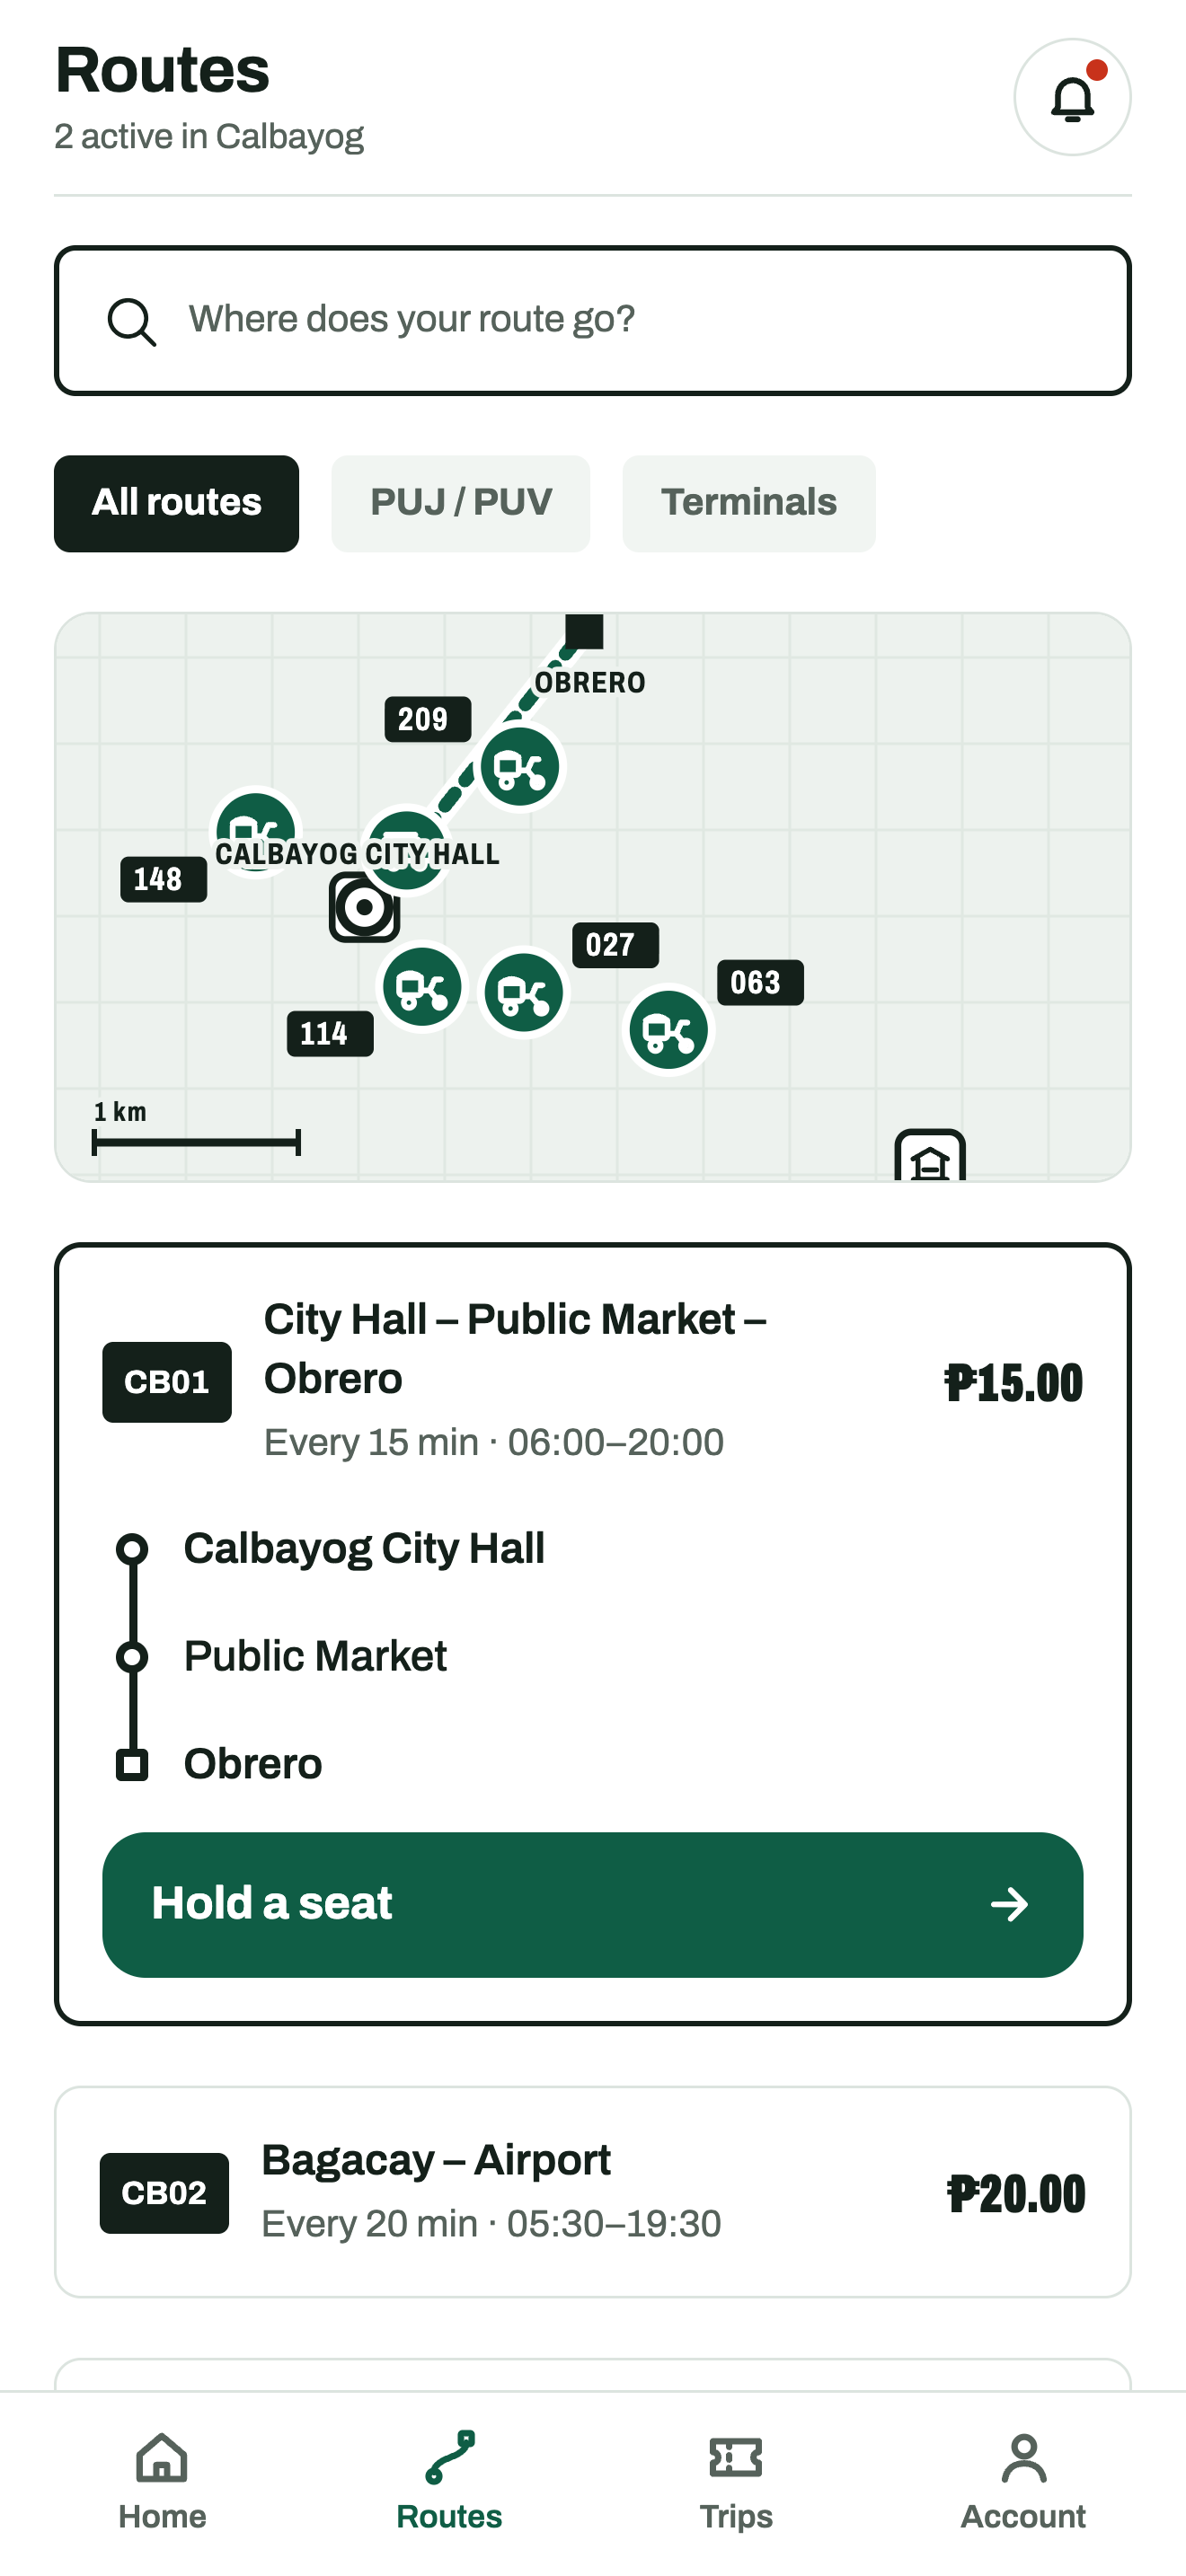 Routes
2 active in Calbayog
Where does your route go?
All routes
PUJ / PUV
Terminals
OBRERO
209
CALBAYOG CITY HALL
148
027
063
114
1 km
City Hall – Public Market –
Obrero
CB01
₱15.00
Every 15 min · 06:00–20:00
Calbayog City Hall
Public Market
Obrero
Hold a seat
Bagacay – Airport
CB02
₱20.00
Every 20 min · 05:30–19:30
Home
Routes
Trips
Account